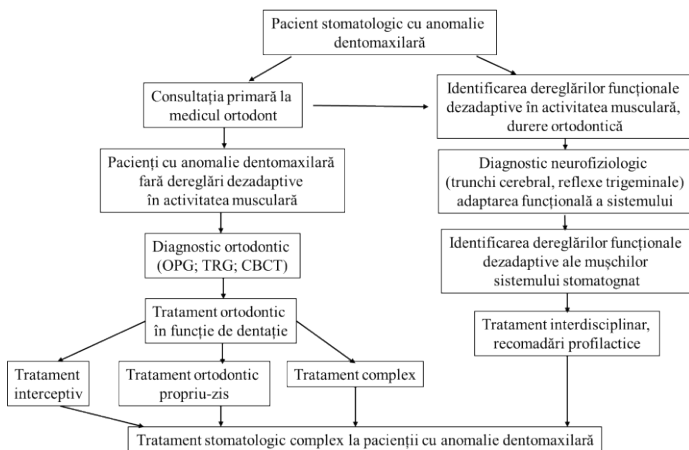 Pacient stomatologic cu anomalie
dentomaxilară
Consultația primară la
medicul ortodont
Identificarea dereglărilor funcționale
dezadaptive în activitatea musculară,
durere ortodontică
Pacienți cu anomalie dentomaxilară
fară dereglări dezadaptive
în activitatea musculară
Diagnostic neurofiziologic
(trunchi cerebral, reflexe trigeminale)
adaptarea funcțională a sistemului
Diagnostic ortodontic
(OPG; TRG; CBCT)
Identificarea dereglărilor funcționale
dezadaptive ale mușchilor
sistemului stomatognat
Tratament ortodontic
în funcție de dentație
Tratament interdisciplinar,
recomadări profilactice
Tratament
interceptiv
Tratament ortodontic
propriu-zis
Tratament complex
Tratament stomatologic complex la pacienții cu anomalie dentomaxilară